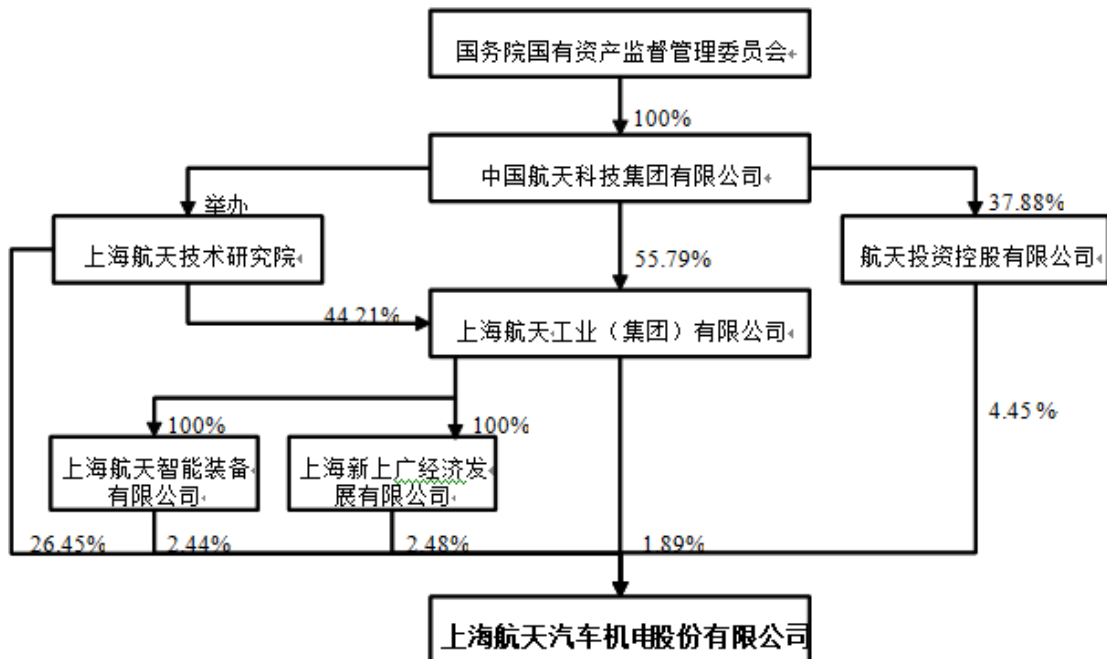 国务院国有资产监督管理委员会
100%
中国航天科技集团有限公司
举办
37.88%
上海航天技术研究院
55.79%
航天投资控股有限公司
44.21%
上海航天工业（集团）有限公司
4.45%
100%
100%
上海航天智能装备
有限公司
上海新上广经济发
展有限公司
26.45%
2.44%
2.48%
1.89%
上海航天汽车机电股份有限公司